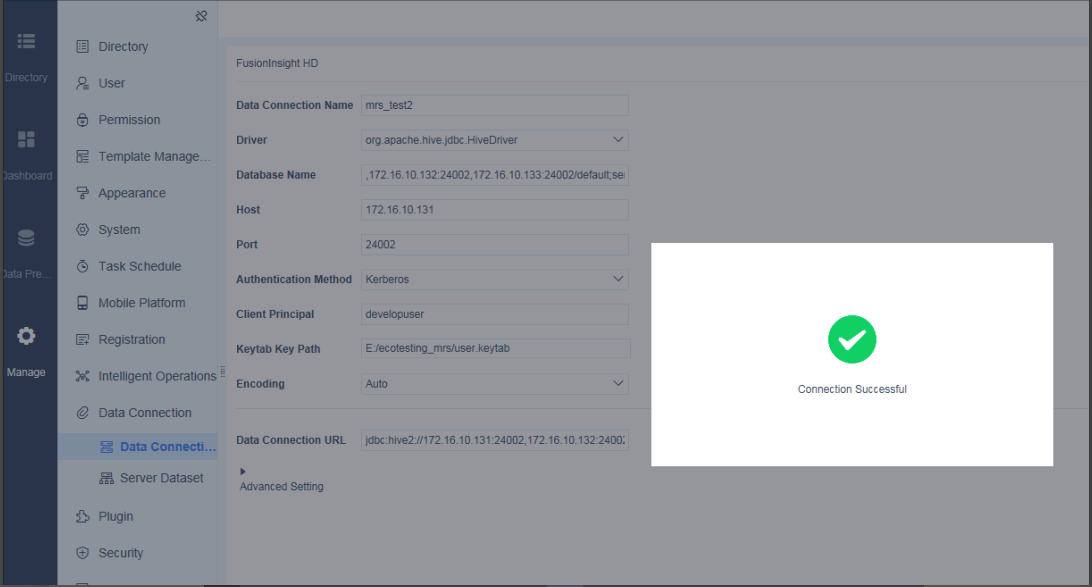 Directory
Dashboard
Data Pre...
Manage
Directory
User
Permission
Template Manage...
Appearance
System
Task Schedule
Mobile Platform
Registration
Intelligent Operations
Data Connection
Data Connecti...
Server Dataset
Plugin
Security
FusionInsight HD
Data Connection Name mrs_test2
Driver org.apache.hive.jdbc.HiveDriver
Database Name ,172.16.10.132:24002,172.16.10.133:24002/default;se
Host 172.16.10.131
Port 24002
Authentication Method Kerberos
Client Principal developuser
Keytab Key Path E:/ecotesting_mrs/user.keytab
Encoding Auto
Data Connection URL jdbc:hive2://172.16.10.131:24002,172.16.10.132:24002
Advanced Setting
Connection Successful